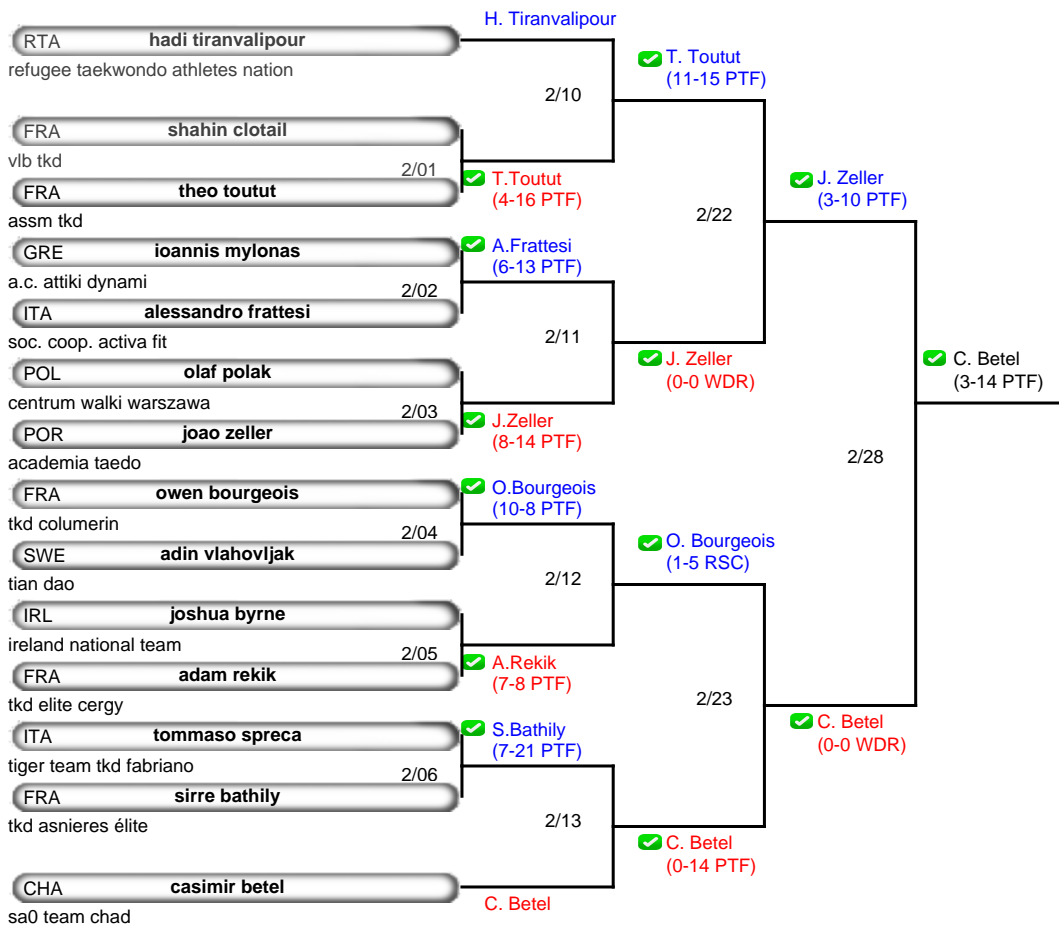 H. Tiranvalipour
RTA hadi tiranvalipour
refugee taekwondo athletes nation
T. Toutut
(11-15 PTF)
2/10
FRA shahin clotail
vlb tkd
2/01
T.Toutut
(4-16 PTF)
FRA theo toutut
assm tkd
J. Zeller
(3-10 PTF)
2/22
GRE ioannis mylonas
a.c. attiki dynami
A.Frattesi
(6-13 PTF)
2/02
ITA alessandro frattesi
soc. coop. activa fit
2/11
J. Zeller
(0-0 WDR)
POL olaf polak
centrum walki warszawa
2/03
J.Zeller
(8-14 PTF)
POR joao zeller
academia taedo
C. Betel
(3-14 PTF)
2/28
FRA owen bourgeois
tkd columerin
O.Bourgeois
(10-8 PTF)
2/04
SWE adin vlahovljak
tian dao
O. Bourgeois
(1-5 RSC)
2/12
IRL joshua byrne
ireland national team
2/05
A.Rekik
(7-8 PTF)
FRA adam rekik
tkd elite cergy
2/23
C. Betel
(0-0 WDR)
ITA tommaso spreca
tiger team tkd fabriano
S.Bathily
(7-21 PTF)
2/06
FRA sirre bathily
tkd asnieres élite
2/13
C. Betel
(0-14 PTF)
CHA casimir betel
sa0 team chad
C. Betel